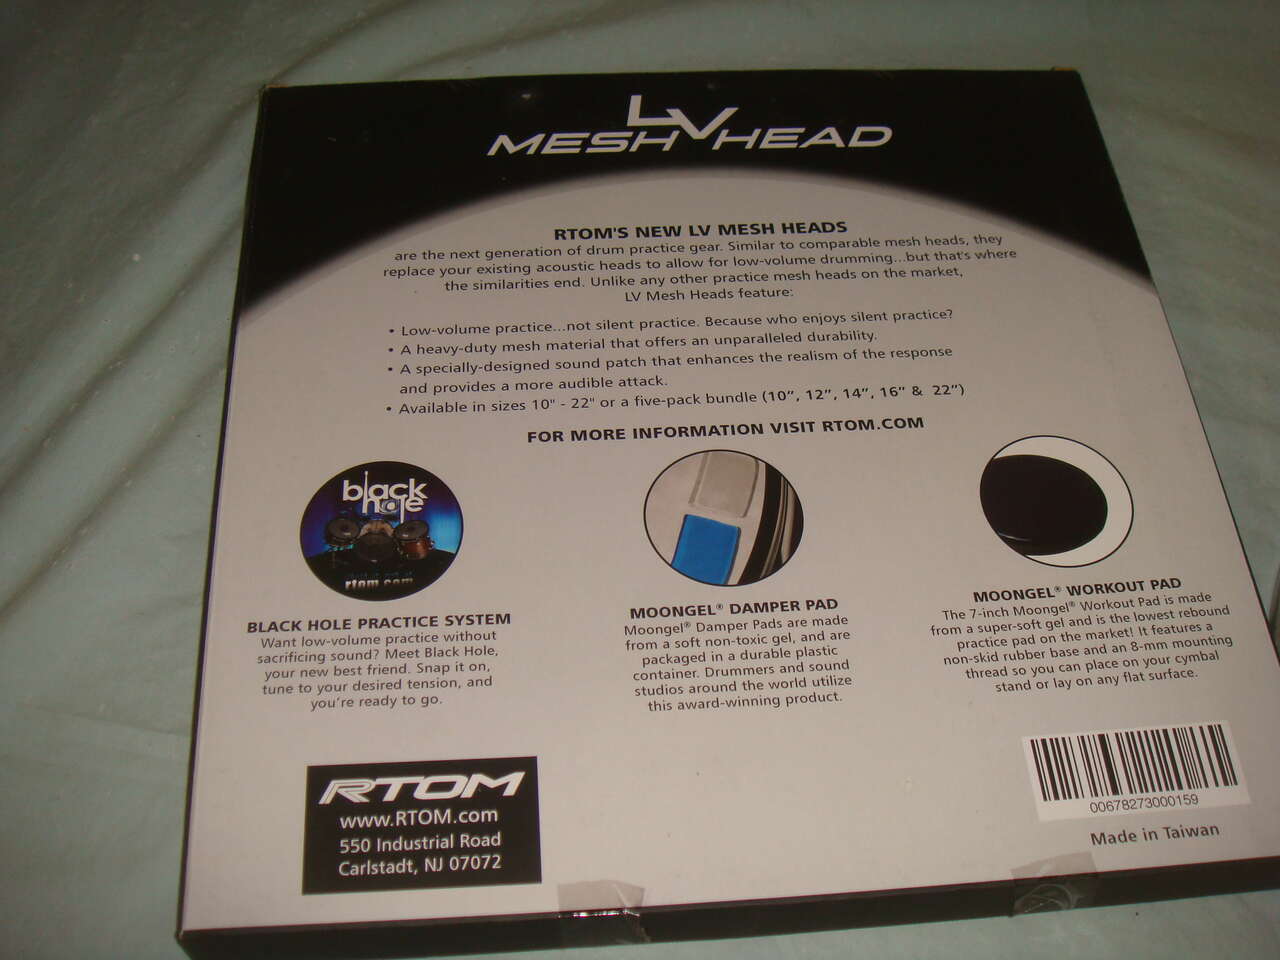 LV
MESH HEAD
RTOM'S NEW LV MESH HEADS
are the next generation of drum practice gear. Similar to comparable mesh heads, they
replace your existing acoustic heads to allow for low-volume drumming...but that's where
the similarities end. Unlike any other practice mesh heads on the market,
LV Mesh Heads feature:
• Low-volume practice...not silent practice. Because who enjoys silent practice?
• A heavy-duty mesh material that offers an unparalleled durability.
• A specially-designed sound patch that enhances the realism of the response
and provides a more audible attack.
• Available in sizes 10" - 22" or a five-pack bundle (10”, 12”, 14”, 16” & 22”)
FOR MORE INFORMATION VISIT RTOM.COM
black
hole
rtom.com
BLACK HOLE PRACTICE SYSTEM
Want low-volume practice without
sacrificing sound? Meet Black Hole,
your new best friend. Snap it on,
tune to your desired tension, and
you're ready to go.
MOONGEL® DAMPER PAD
Moongel® Damper Pads are made
from a soft non-toxic gel, and are
packaged in a durable plastic
container. Drummers and sound
studios around the world utilize
this award-winning product.
MOONGEL® WORKOUT PAD
The 7-inch Moongel® Workout Pad is made
from a super-soft gel and is the lowest rebound
practice pad on the market! It features a
non-skid rubber base and an 8-mm mounting
thread so you can place on your cymbal
stand or lay on any flat surface.
RTOM
www.RTOM.com
550 Industrial Road
Carlstadt, NJ 07072
00678273000159
Made in Taiwan